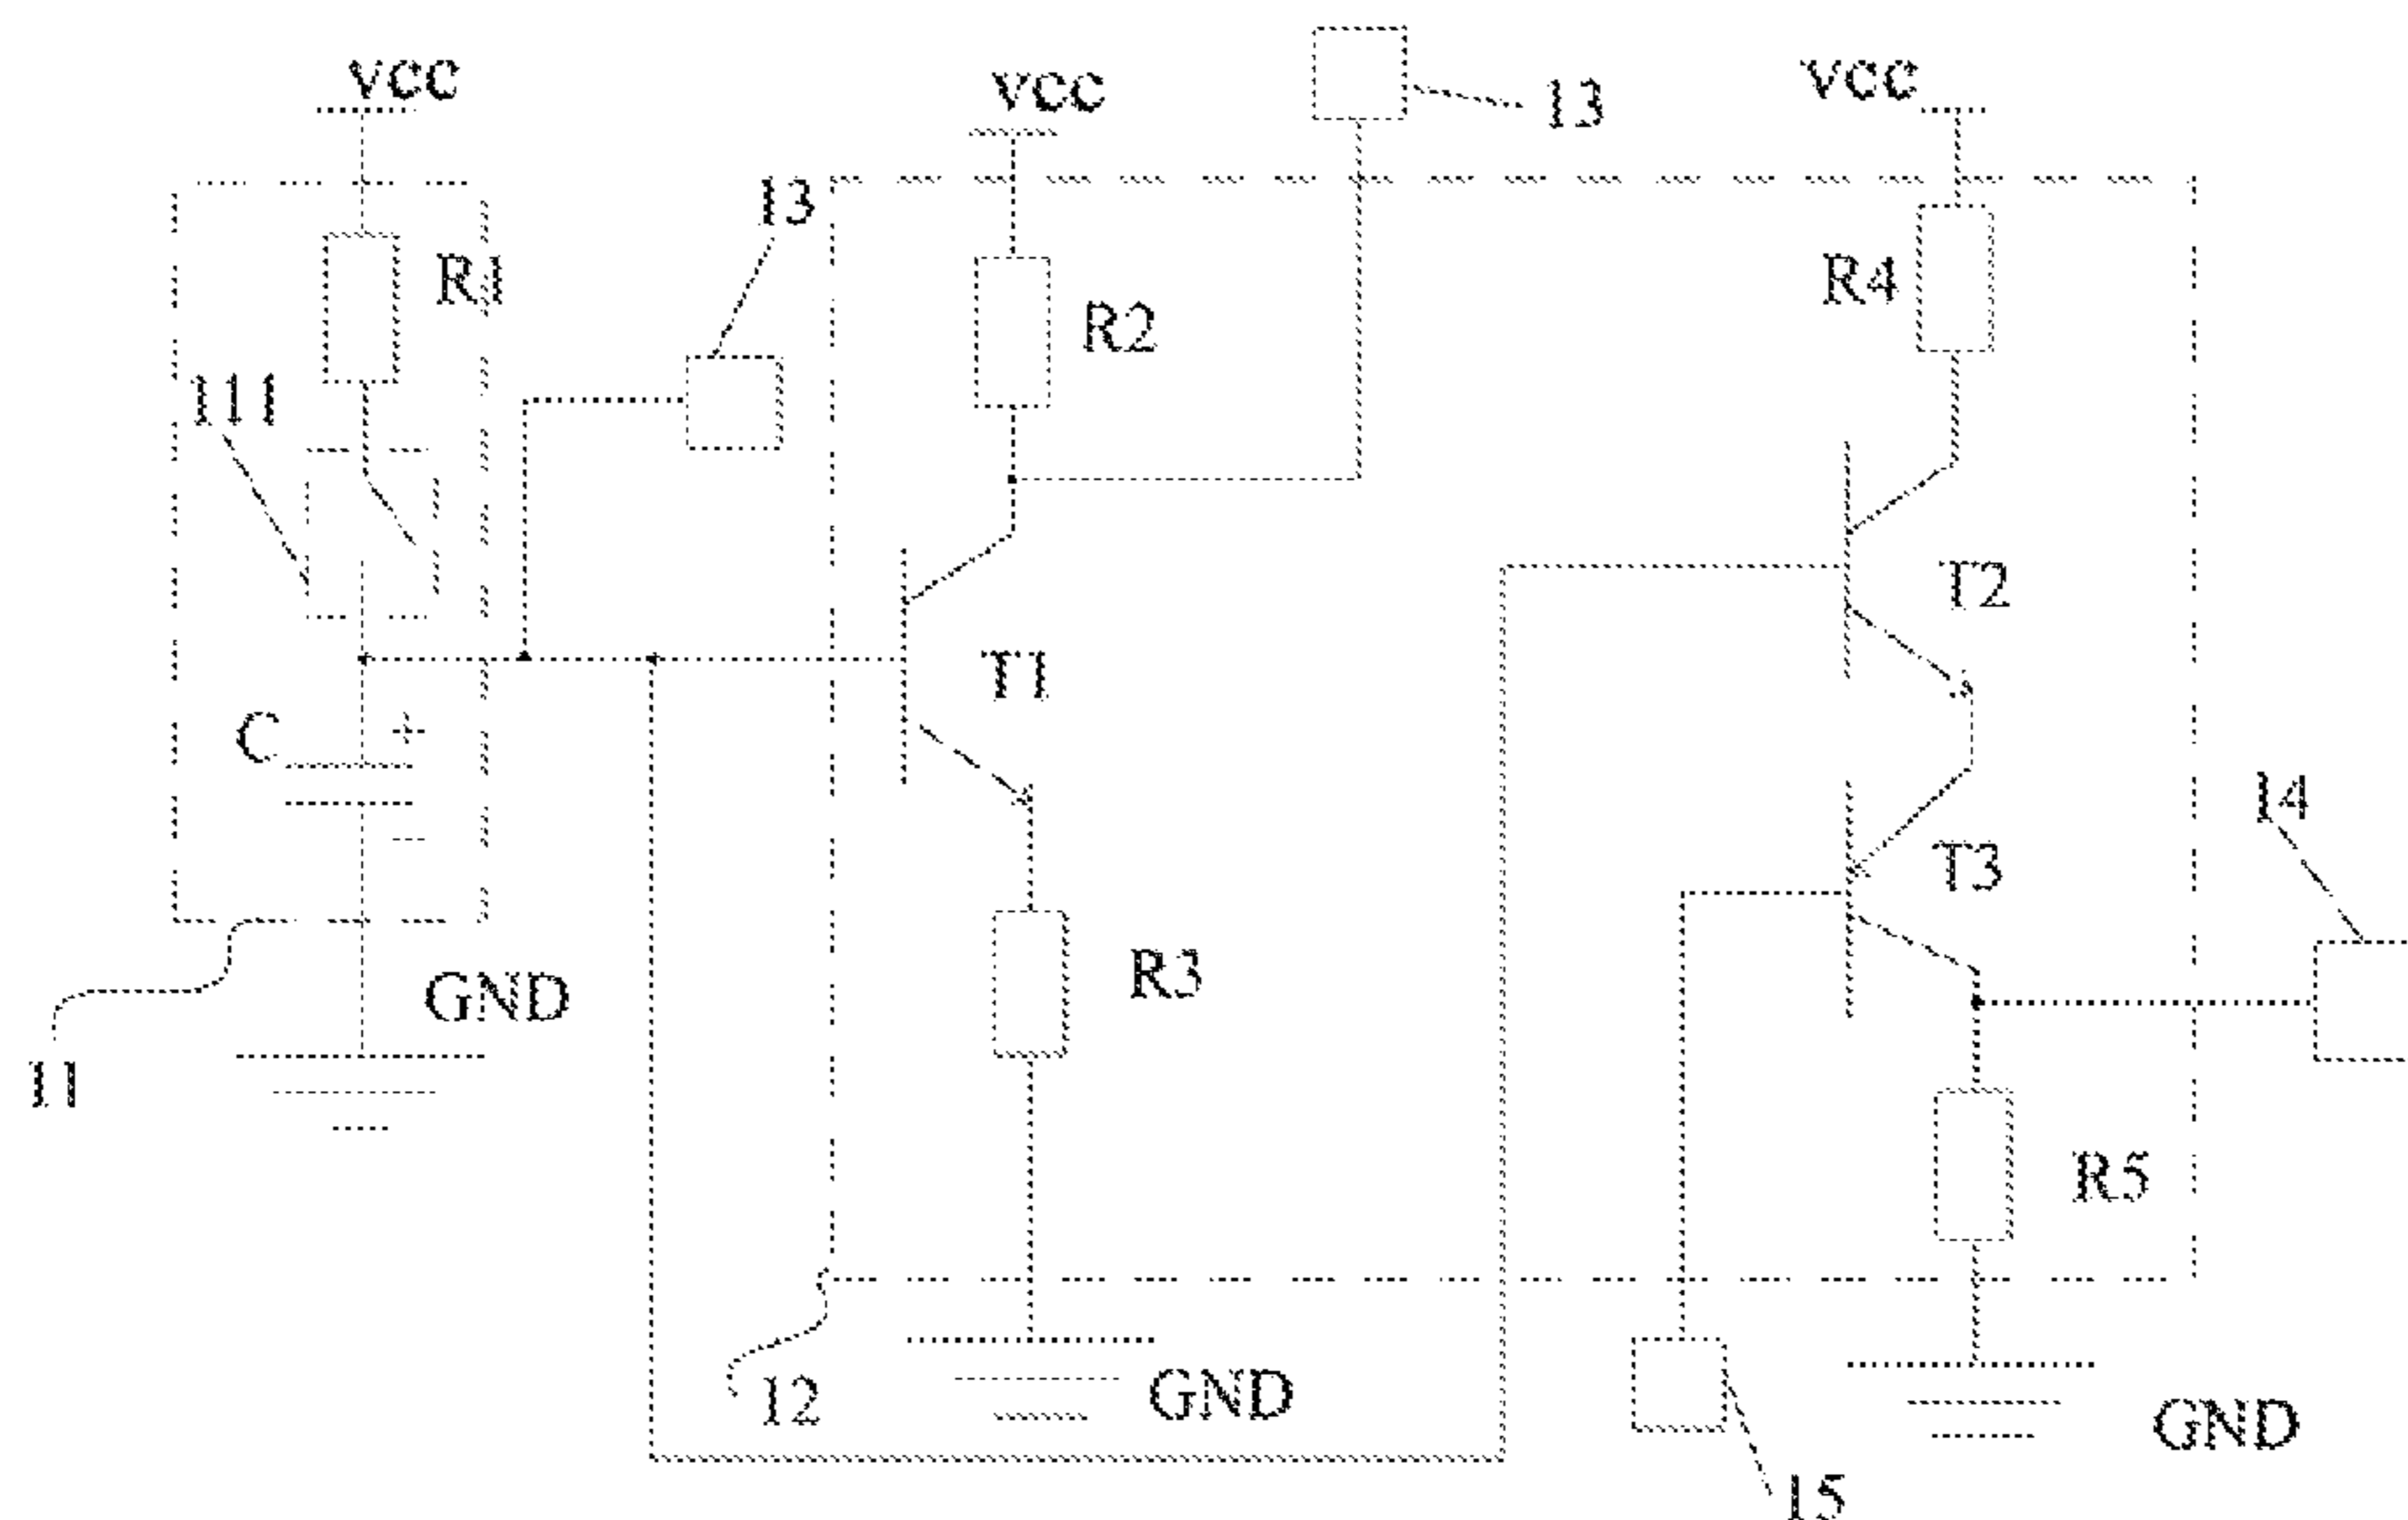 VCC
VCC
13
VCC
13
R1
R4
R2
111
T2
T1
C
+
-
14
T3
R3
GND
11
R5
12
GND
GND
15